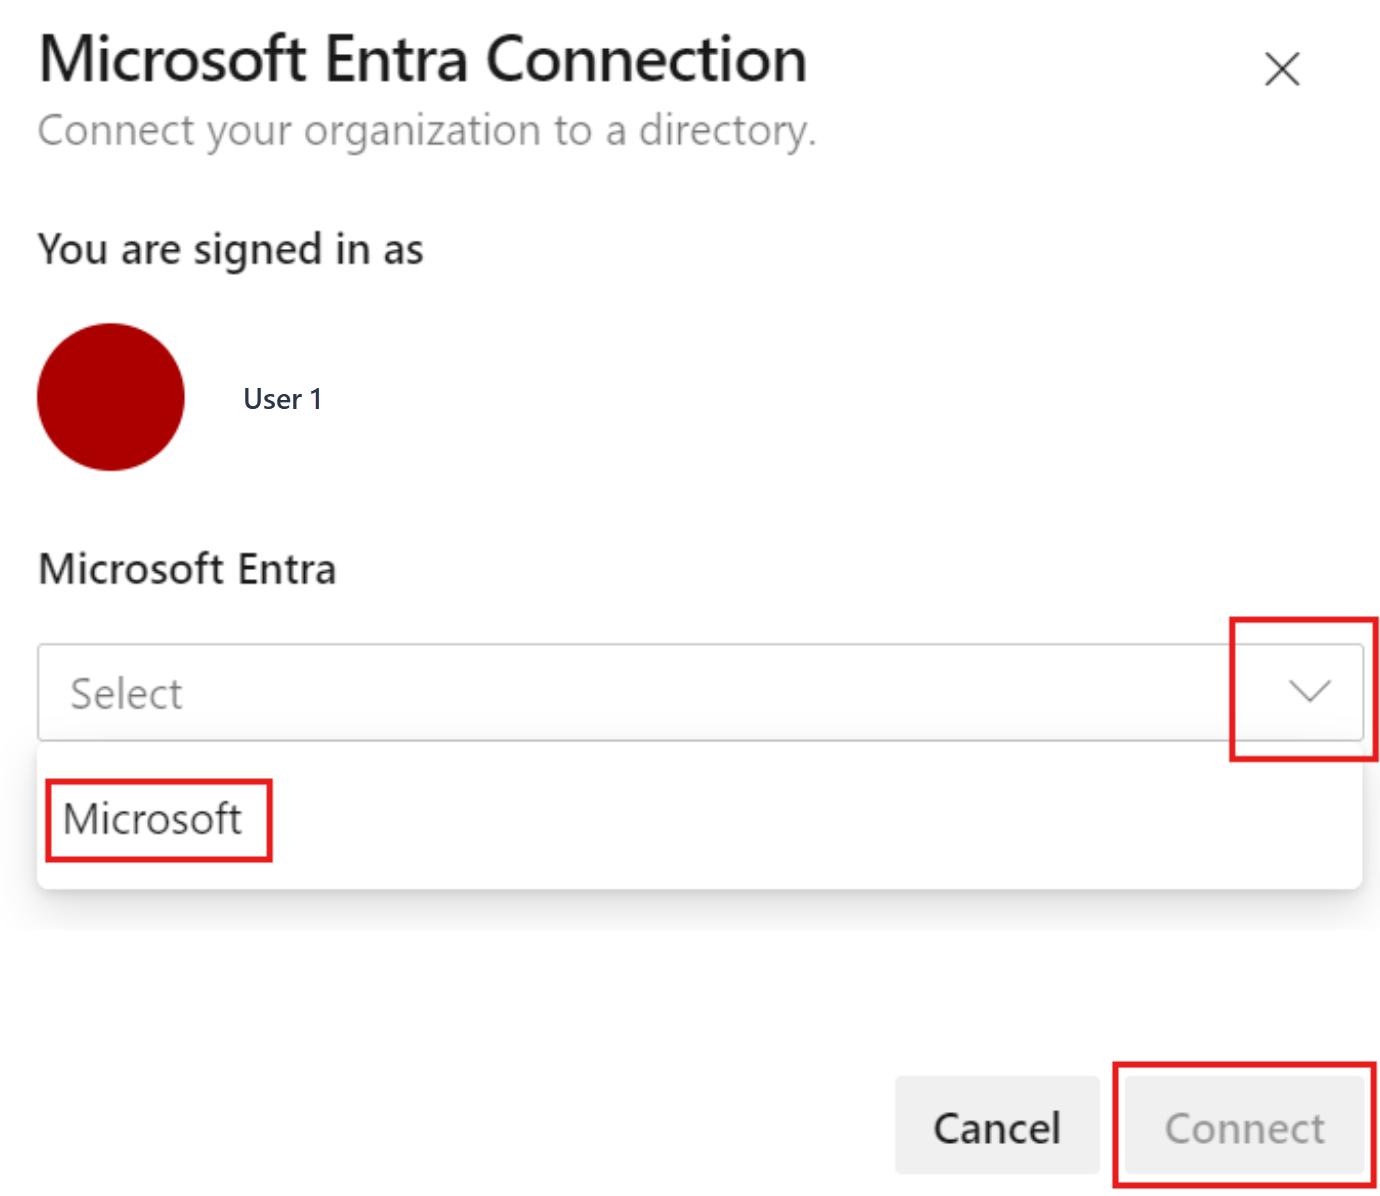 Microsoft Entra Connection
Connect your organization to a directory.
You are signed in as
User 1
Microsoft Entra
Select
Microsoft
Cancel
Connect